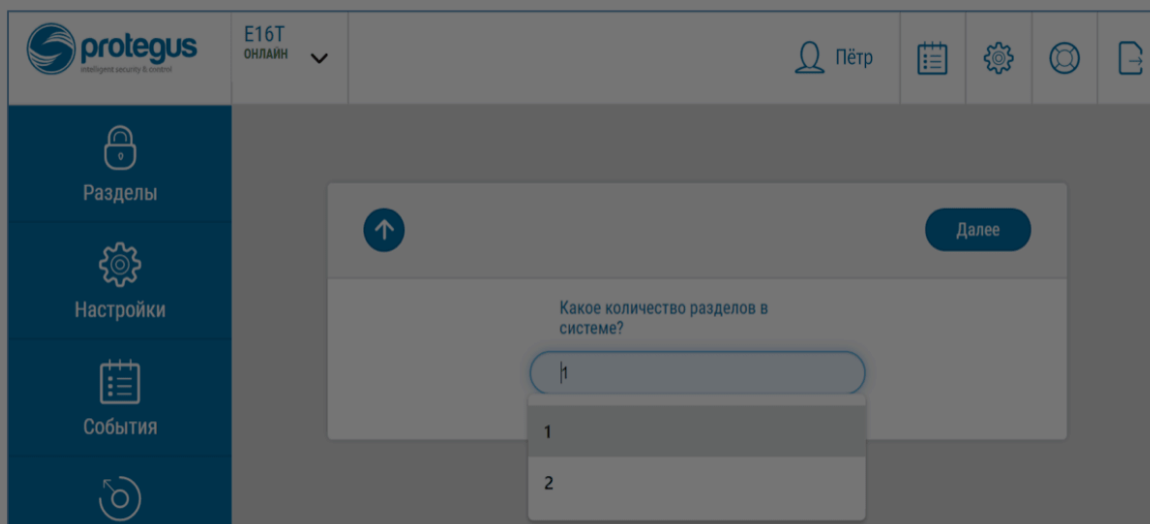 protegus
intelligent security & control
E16T
ОНЛАЙН
Пётр
Разделы
Далее
Настройки
Какое количество разделов в
системе?
1
События
1
2